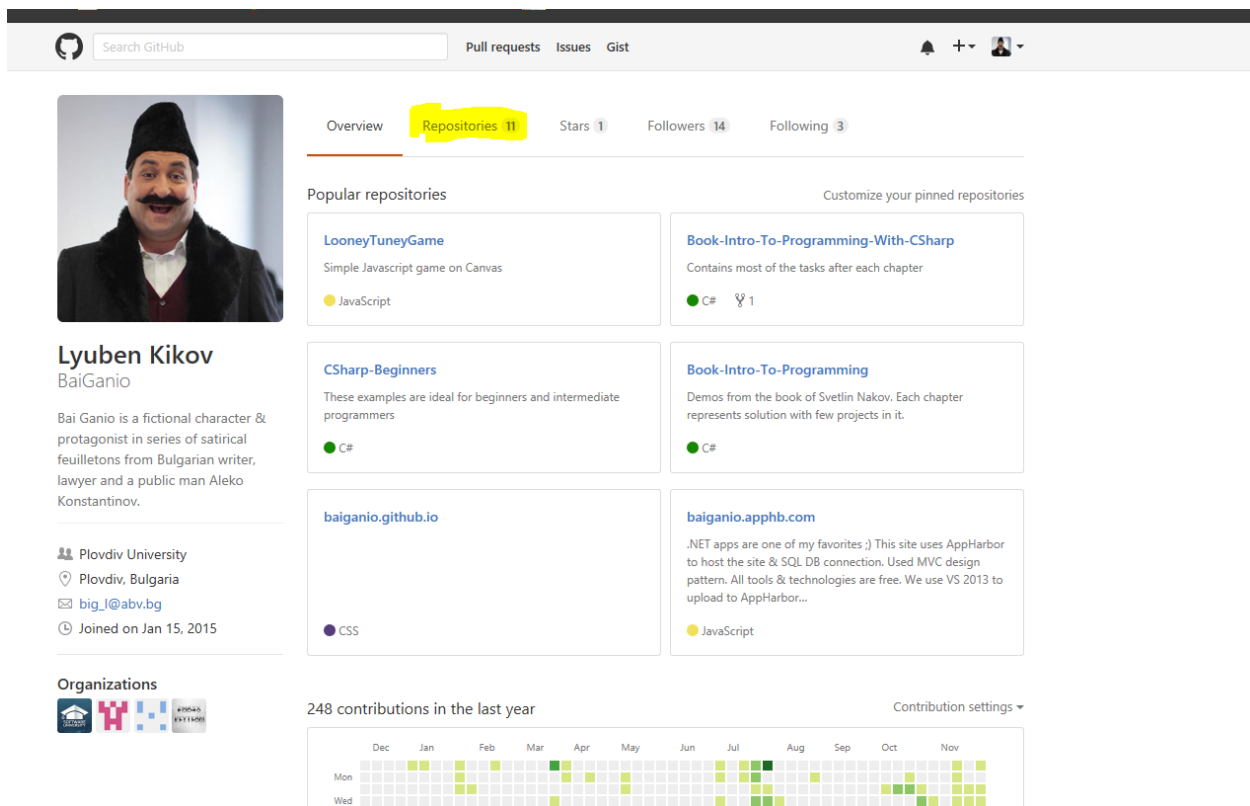 Search GitHub
Pull requests Issues Gist
Overview Repositories 11 Stars 1 Followers 14 Following 3
Popular repositories
Customize your pinned repositories
LooneyTuneyGame
Simple Javascript game on Canvas
JavaScript
Book-Intro-To-Programming-With-CSharp
Contains most of the tasks after each chapter
C# 1
CSharp-Beginners
These examples are ideal for beginners and intermediate
programmers
C#
Book-Intro-To-Programming
Demos from the book of Svetlin Nakov. Each chapter
represents solution with few projects in it.
C#
baiganio.github.io
CSS
baiganio.apphb.com
.NET apps are one of my favorites ;) This site uses AppHarbor
to host the site & SQL DB connection. Used MVC design
pattern. All tools & technologies are free. We use VS 2013 to
upload to AppHarbor...
JavaScript
Lyuben Kikov
BaiGanio
Bai Ganio is a fictional character &
protagonist in series of satirical
feuilletons from Bulgarian writer,
lawyer and a public man Aleko
Konstantinov.
Plovdiv University
Plovdiv, Bulgaria
big_l@abv.bg
Joined on Jan 15, 2015
Organizations
248 contributions in the last year
Contribution settings
Dec Jan Feb Mar Apr May Jun Jul Aug Sep Oct Nov
Mon
Wed